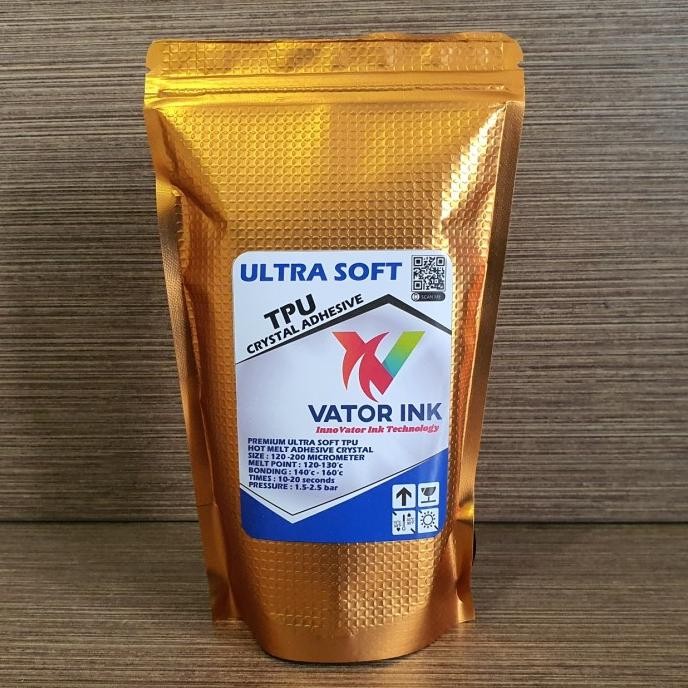 ULTRA SOFT
SCAN ME
TPU
CRYSTAL ADHESIVE
VATOR INK
InnoVator Ink Technology
PREMIUM ULTRA SOFT TPU
HOT MELT ADHESIVE CRYSTAL
SIZE : 120 -200 MICROMETER
MELT POINT : 120-130°c
BONDING : 140°c - 160°c
TIMES : 10-20 seconds
PRESSURE : 1.5-2.5 bar